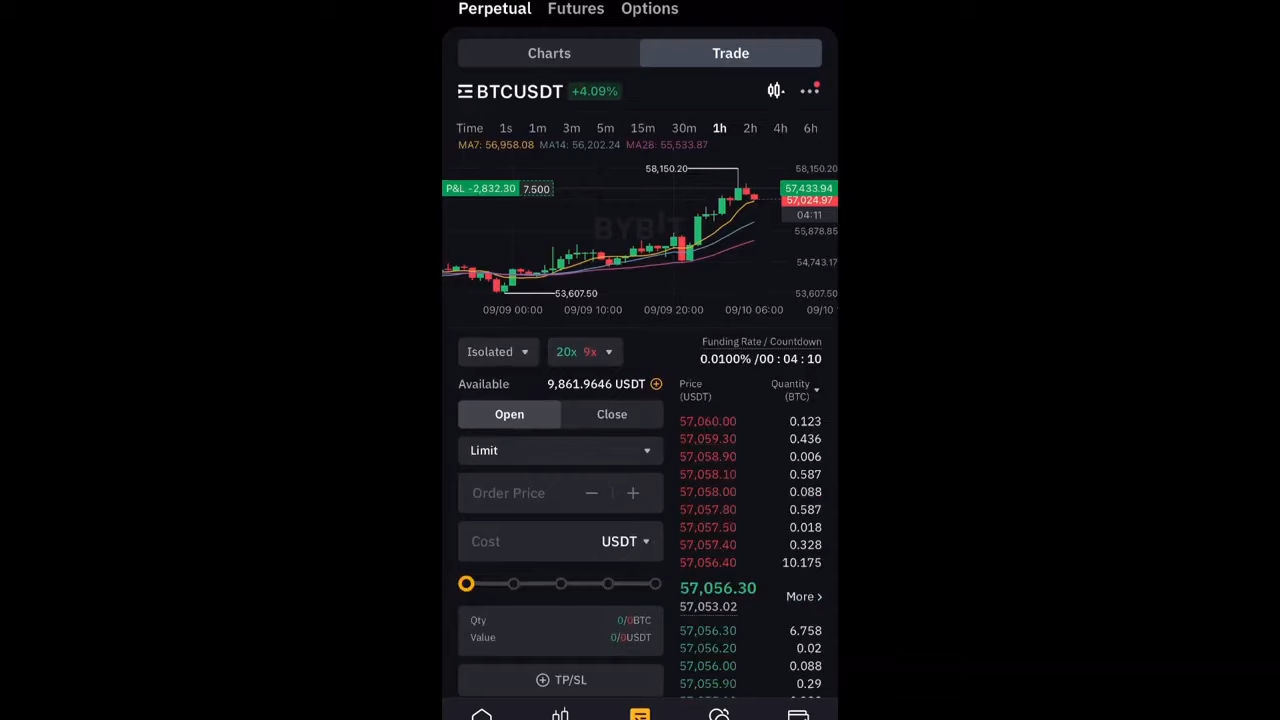 Perpetual Futures Options
Charts Trade
BTCUSDT +4.09%
Time 1s 1m 3m 5m 15m 30m 1h 2h 4h 6h
MA7: 56,958.08 MA14: 56,202.24 MA28: 55,533.87
58,150.20 58,150.20
P&L -2,832.30 7.500 57,433.94
57,024.97
04:11
BYBIT
55,878.85
54,743.17
53,607.50 53,607.50
09/09 00:00 09/09 10:00 09/09 20:00 09/10 06:00 09/10
Isolated 20x 9x
Funding Rate / Countdown
0.0100% /00 : 04 : 10
Available 9,861.9646 USDT
Open Close
Limit
Order Price
Cost USDT
Qty 0/0BTC
Value 0/0USDT
TP/SL
Price Quantity
(USDT) (BTC)
57,060.00 0.123
57,059.30 0.436
57,058.90 0.006
57,058.10 0.587
57,058.00 0.088
57,057.80 0.587
57,057.50 0.018
57,057.40 0.328
57,056.40 10.175
57,056.30
57,053.02
More
57,056.30 6.758
57,056.20 0.02
57,056.00 0.088
57,055.90 0.29